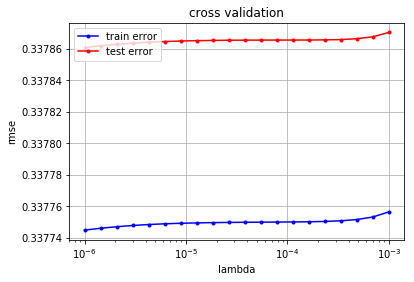 cross validation
train error
test error
0.33786
0.33784
0.33782
0.33780
0.33778
0.33776
0.33774
rmse
10⁻⁶
10⁻⁵
10⁻⁴
10⁻³
lambda